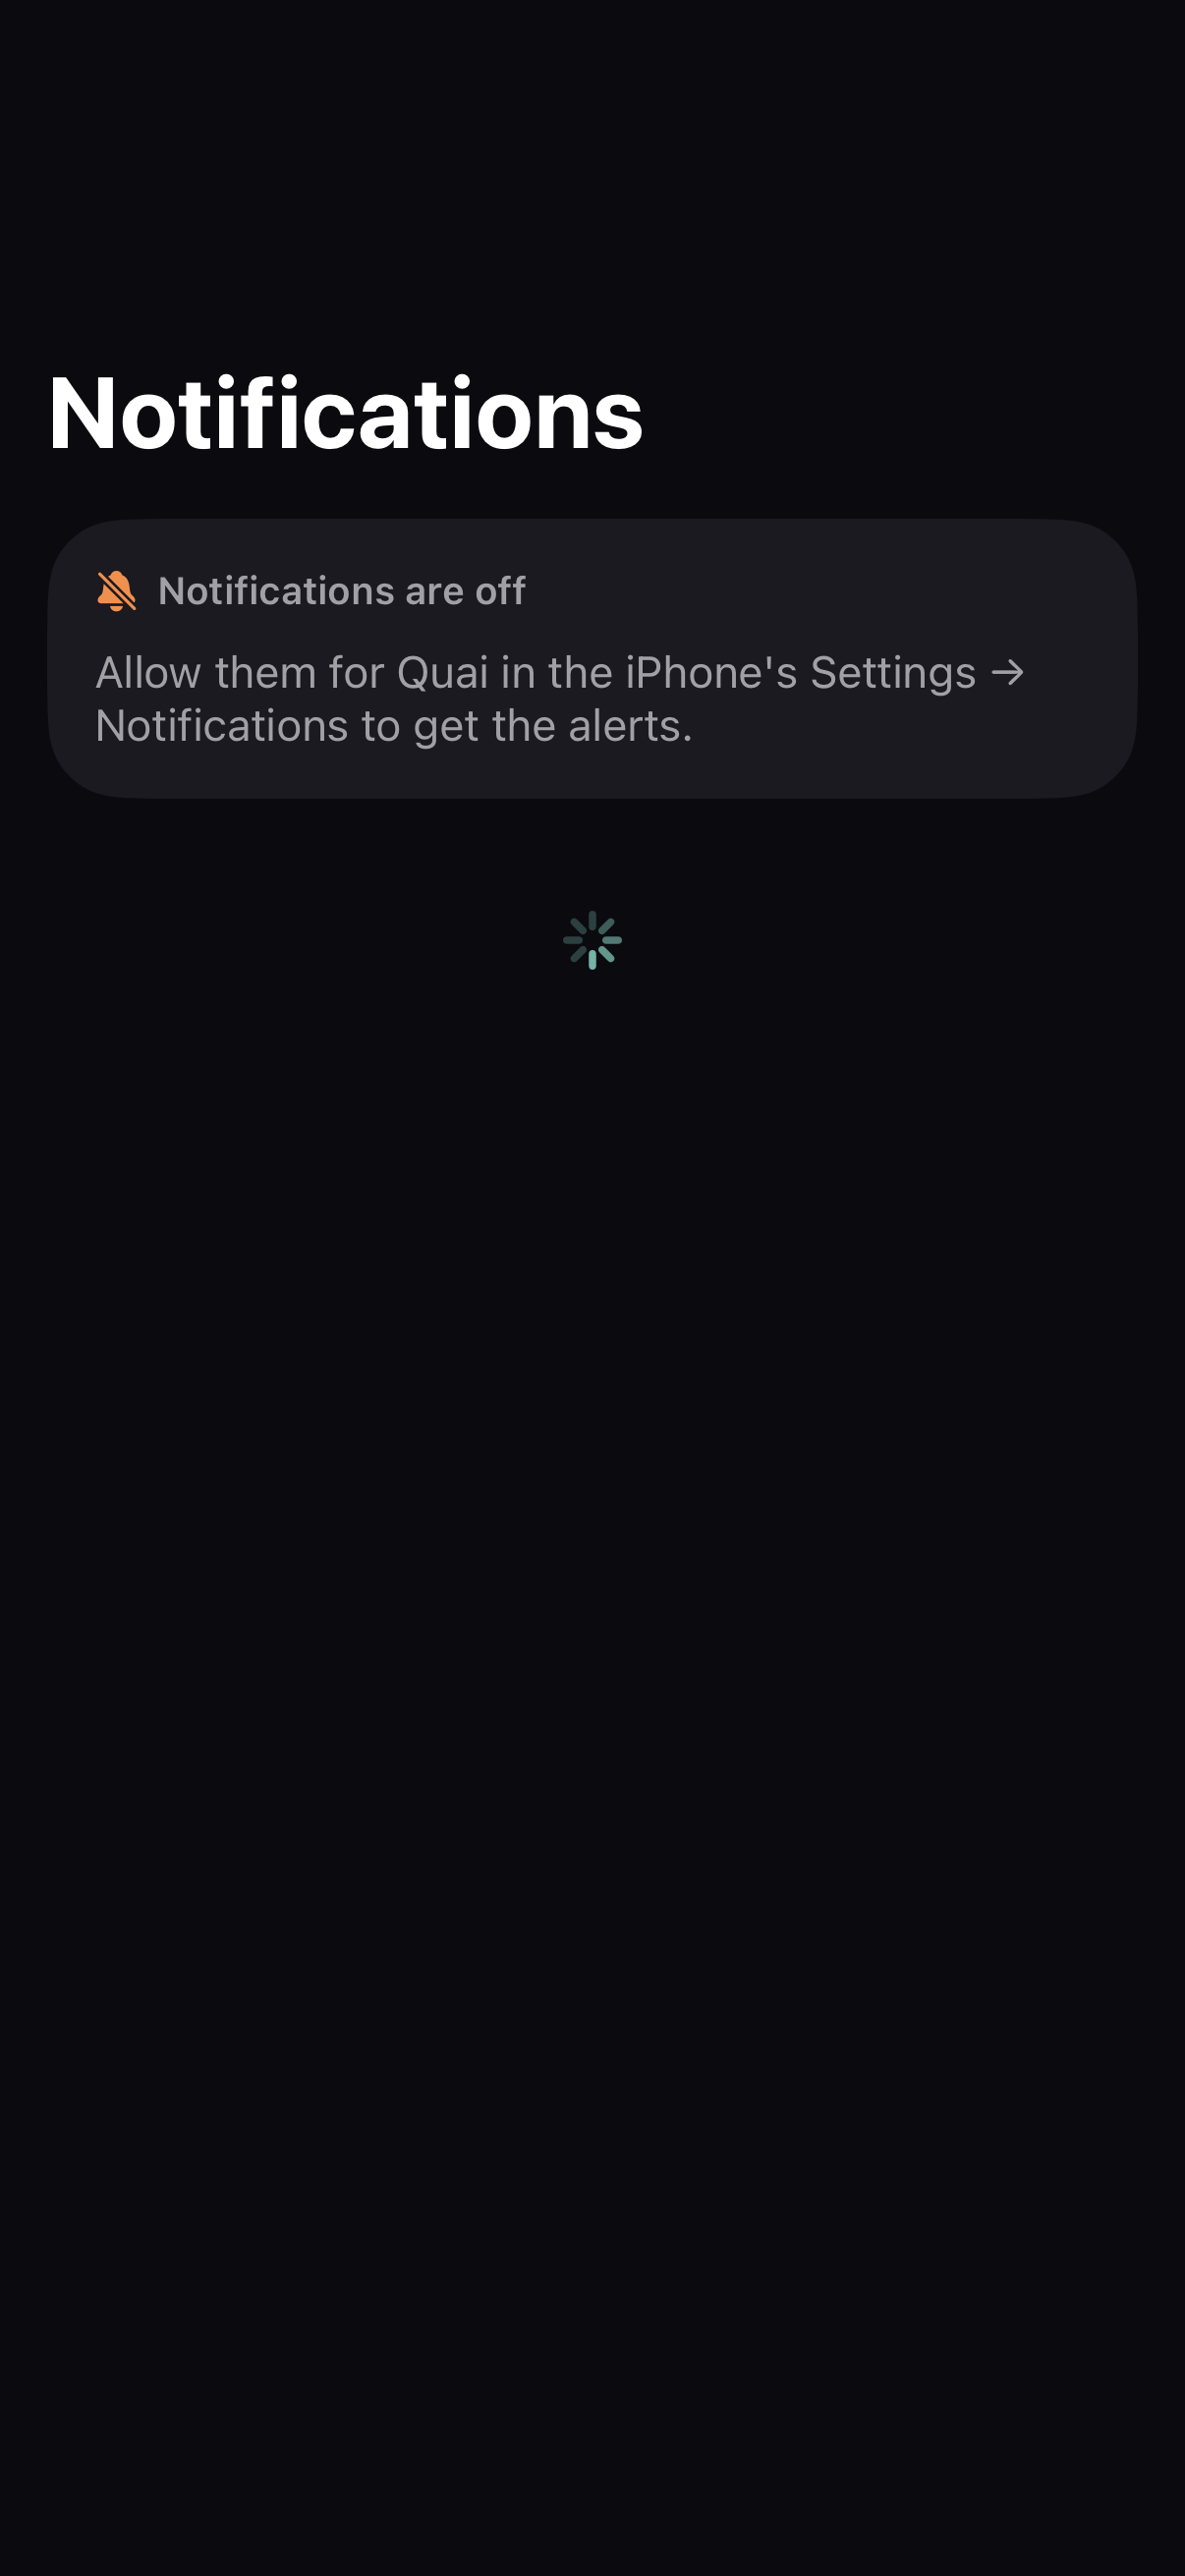 Notifications
Notifications are off
Allow them for Quai in the iPhone's Settings →
Notifications to get the alerts.